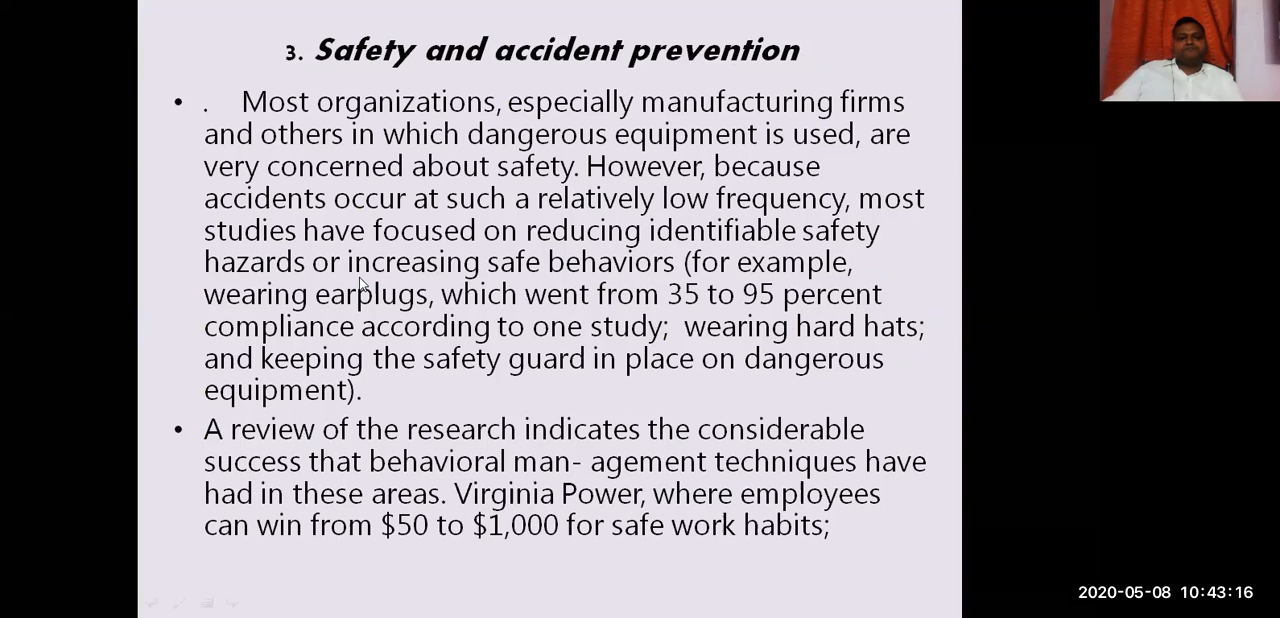 3. Safety and accident prevention
• . Most organizations, especially manufacturing firms
and others in which dangerous equipment is used, are
very concerned about safety. However, because
accidents occur at such a relatively low frequency, most
studies have focused on reducing identifiable safety
hazards or increasing safe behaviors (for example,
wearing earplugs, which went from 35 to 95 percent
compliance according to one study; wearing hard hats;
and keeping the safety guard in place on dangerous
equipment).
• A review of the research indicates the considerable
success that behavioral man- agement techniques have
had in these areas. Virginia Power, where employees
can win from $50 to $1,000 for safe work habits;
2020-05-08 10:43:16